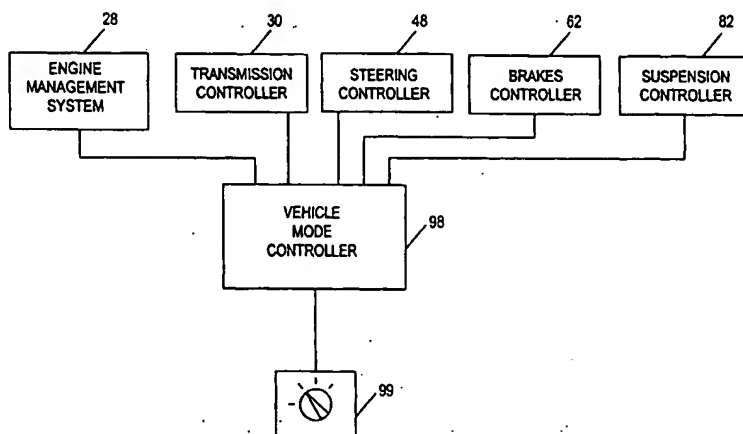 28
30
48
62
82
ENGINE
MANAGEMENT
SYSTEM
TRANSMISSION
CONTROLLER
STEERING
CONTROLLER
BRAKES
CONTROLLER
SUSPENSION
CONTROLLER
VEHICLE
MODE
CONTROLLER
98
99